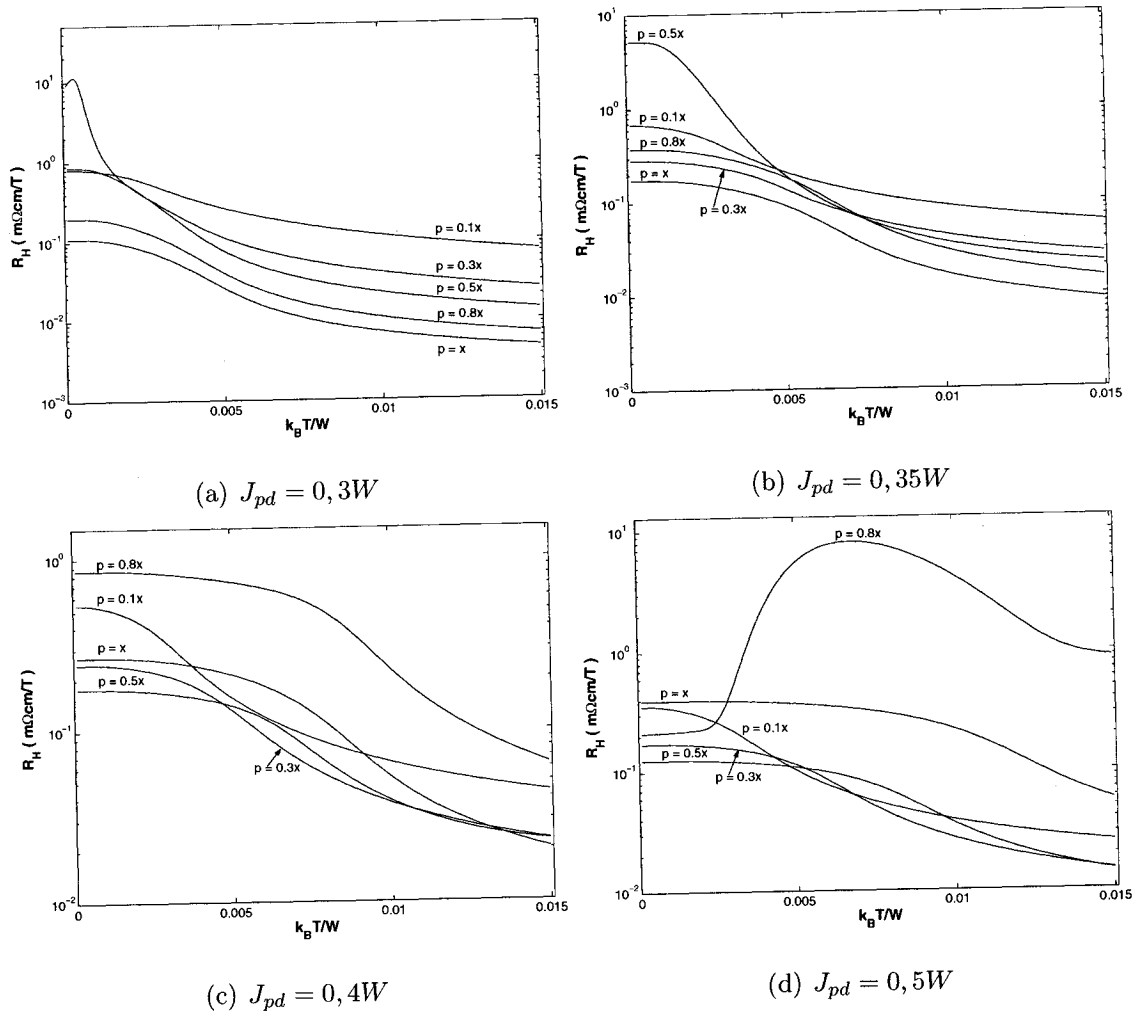 R_H ( mΩcm/T)
10^1
10^0
10^-1
10^-2
10^-3
p = 0.1x
p = 0.3x
p = 0.5x
p = 0.8x
p = x
0
0.005
0.01
0.015
k_B T/W
(a) J_pd = 0, 3W
R_H ( mΩcm/T)
10^1
10^0
10^-1
10^-2
10^-3
p = 0.5x
p = 0.1x
p = 0.8x
p = x
p = 0.3x
0
0.005
0.01
0.015
k_B T/W
(b) J_pd = 0, 35W
R_H ( mΩcm/T)
10^0
10^-1
10^-2
p = 0.8x
p = 0.1x
p = x
p = 0.5x
p = 0.3x
0
0.005
0.01
0.015
k_B T/W
(c) J_pd = 0, 4W
R_H ( mΩcm/T)
10^1
10^0
10^-1
10^-2
p = 0.8x
p = x
p = 0.1x
p = 0.5x
p = 0.3x
0
0.005
0.01
0.015
k_B T/W
(d) J_pd = 0, 5W